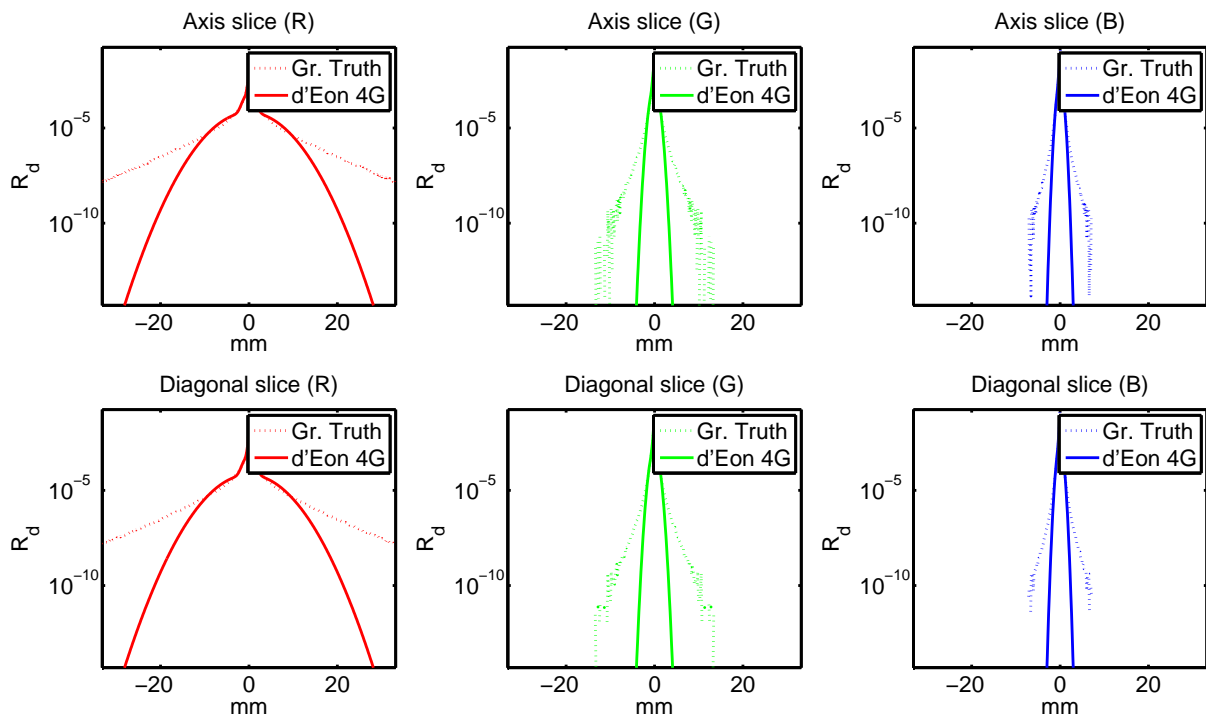 Axis slice (R)
Gr. Truth
d'Eon 4G
10^−5
10^−10
R_d
−20 0 20
mm
Axis slice (G)
Gr. Truth
d'Eon 4G
10^−5
10^−10
R_d
−20 0 20
mm
Axis slice (B)
Gr. Truth
d'Eon 4G
10^−5
10^−10
R_d
−20 0 20
mm
Diagonal slice (R)
Gr. Truth
d'Eon 4G
10^−5
10^−10
R_d
−20 0 20
mm
Diagonal slice (G)
Gr. Truth
d'Eon 4G
10^−5
10^−10
R_d
−20 0 20
mm
Diagonal slice (B)
Gr. Truth
d'Eon 4G
10^−5
10^−10
R_d
−20 0 20
mm